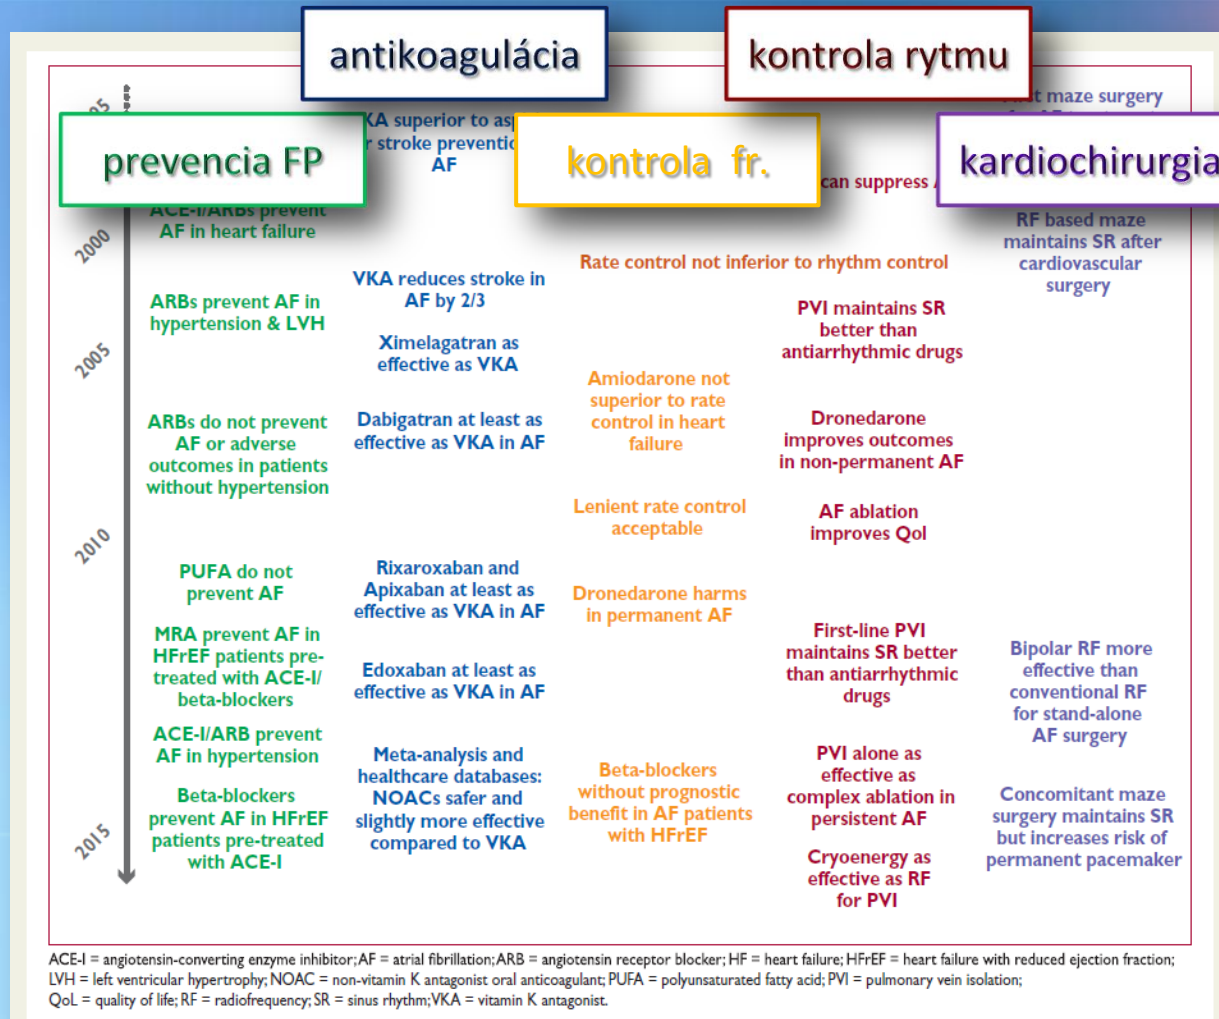 antikoagulácia
kontrola rytmu
prevencia FP
kontrola fr.
kardiochirurgia
2000
2005
2010
2015
ACE-I/ARBs prevent
AF in heart failure
ARBs prevent AF in
hypertension & LVH
ARBs do not prevent
AF or adverse
outcomes in patients
without hypertension
PUFA do not
prevent AF
MRA prevent AF in
HFrEF patients pre-
treated with ACE-I/
beta-blockers
ACE-I/ARB prevent
AF in hypertension
Beta-blockers
prevent AF in HFrEF
patients pre-treated
with ACE-I
superior to
stroke
AF
VKA reduces stroke in
AF by 2/3
Ximelagatran as
effective as VKA
Dabigatran at least as
effective as VKA in AF
Rixaroxaban and
Apixaban at least as
effective as VKA in AF
Edoxaban at least as
effective as VKA in AF
Meta-analysis and
healthcare databases:
NOACs safer and
slightly more effective
compared to VKA
Rate control not inferior to rhythm control
Amiodarone not
superior to rate
control in heart
failure
Lenient rate control
acceptable
Dronedarone harms
in permanent AF
Beta-blockers
without prognostic
benefit in AF patients
with HFrEF
can suppress
PVI maintains SR
better than
antiarrhythmic drugs
Dronedarone
improves outcomes
in non-permanent AF
AF ablation
improves Qol
First-line PVI
maintains SR better
than antiarrhythmic
drugs
PVI alone as
effective as
complex ablation in
persistent AF
Cryoenergy as
effective as RF
for PVI
maze surgery
RF based maze
maintains SR after
cardiovascular
surgery
Bipolar RF more
effective than
conventional RF
for stand-alone
AF surgery
Concomitant maze
surgery maintains SR
but increases risk of
permanent pacemaker
ACE-I = angiotensin-converting enzyme inhibitor; AF = atrial fibrillation; ARB = angiotensin receptor blocker; HF = heart failure; HFrEF = heart failure with reduced ejection fraction;
LVH = left ventricular hypertrophy; NOAC = non-vitamin K antagonist oral anticoagulant; PUFA = polyunsaturated fatty acid; PVI = pulmonary vein isolation;
QoL = quality of life; RF = radiofrequency; SR = sinus rhythm; VKA = vitamin K antagonist.